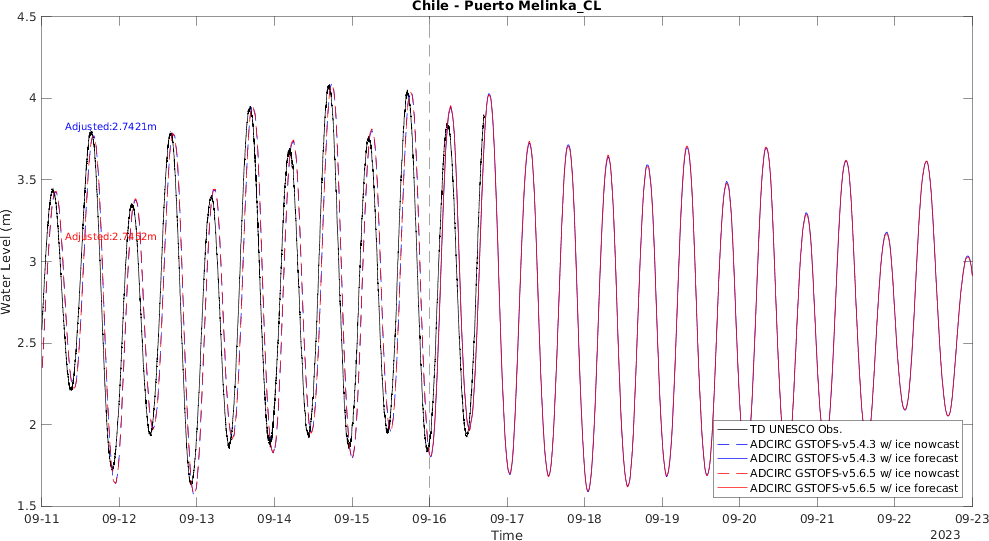 Chile - Puerto Melinka_CL
4.5
4
3.5
3
2.5
2
1.5
Water Level (m)
Adjusted:2.7421m
TD UNESCO Obs.
ADCIRC GSTOFS-v5.4.3 w/ ice nowcast
ADCIRC GSTOFS-v5.4.3 w/ ice forecast
ADCIRC GSTOFS-v5.6.5 w/ ice nowcast
ADCIRC GSTOFS-v5.6.5 w/ ice forecast
09-11 09-12 09-13 09-14 09-15 09-16 09-17 09-18 09-19 09-20 09-21 09-22 09-23
Time
2023